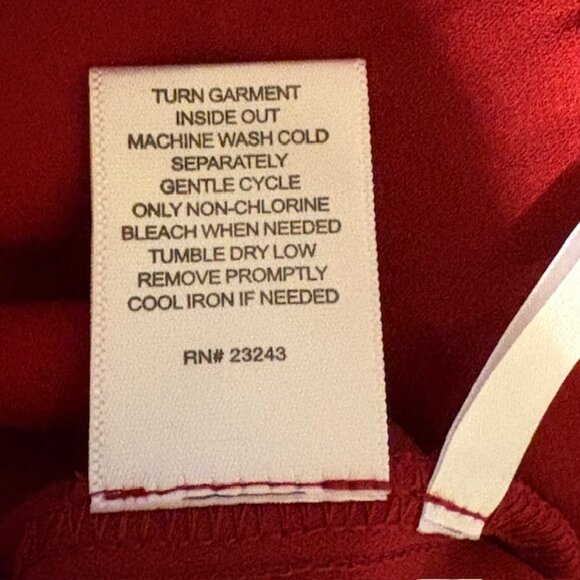 TURN GARMENT
INSIDE OUT
MACHINE WASH COLD
SEPARATELY
GENTLE CYCLE
ONLY NON-CHLORINE
BLEACH WHEN NEEDED
TUMBLE DRY LOW
REMOVE PROMPTLY
COOL IRON IF NEEDED
RN# 23243